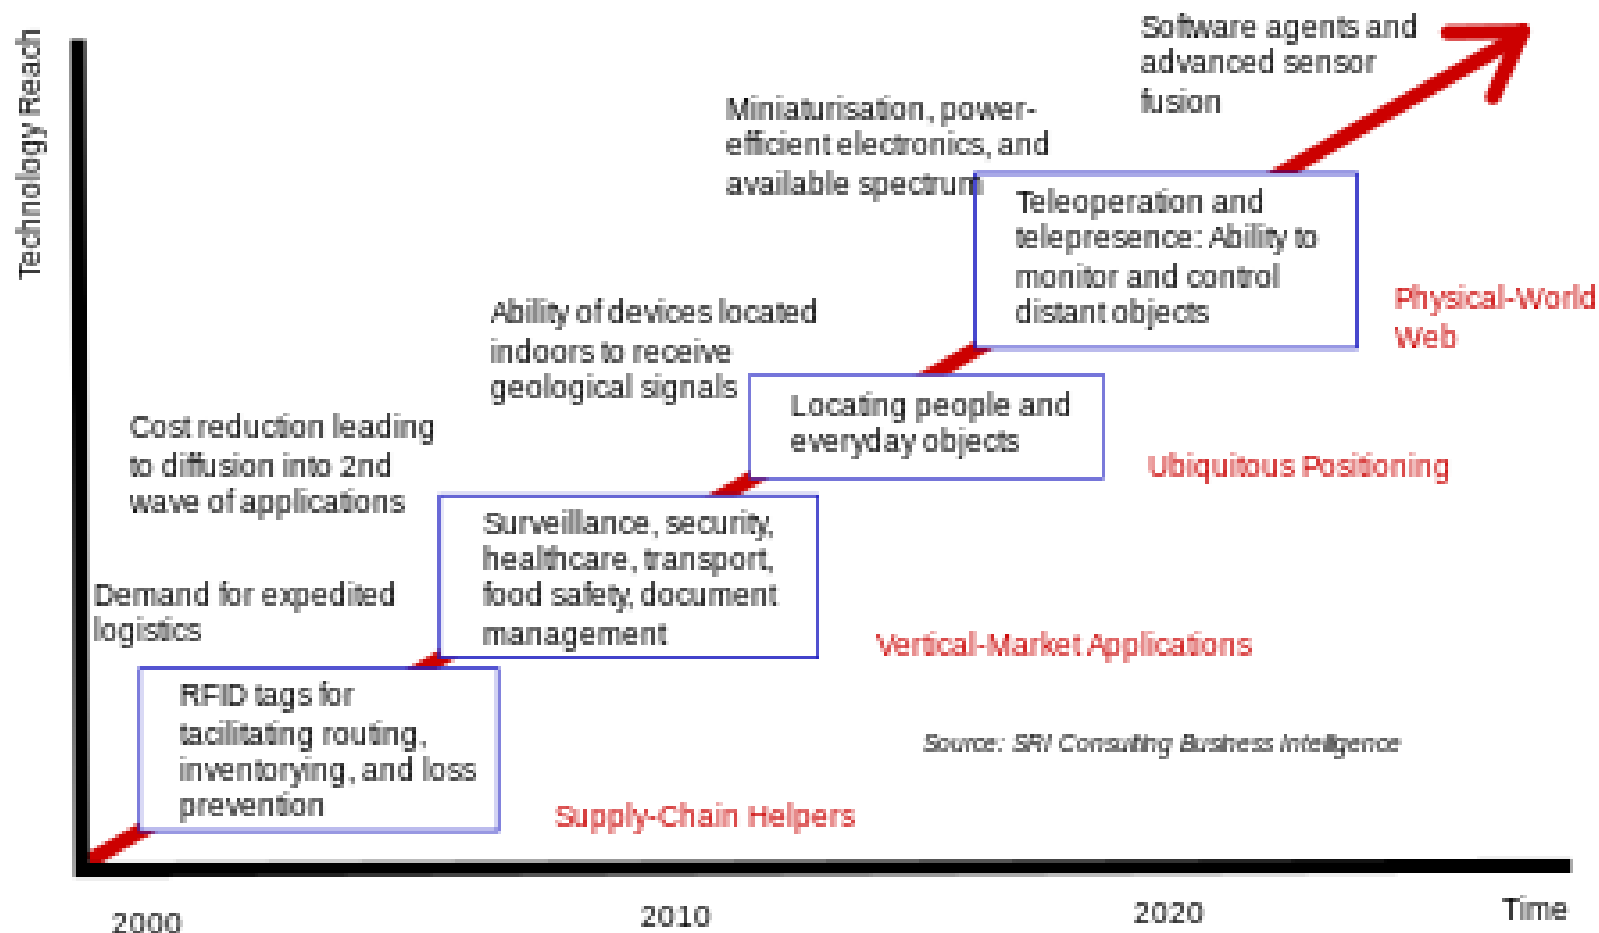 Technology Reach
Software agents and
advanced sensor
fusion
Miniaturisation, power-
efficient electronics, and
available spectrum
Teleoperation and
telepresence: Ability to
monitor and control
distant objects
Physical-World
Web
Ability of devices located
indoors to receive
geological signals
Locating people and
everyday objects
Ubiquitous Positioning
Cost reduction leading
to diffusion into 2nd
wave of applications
Surveillance, security,
healthcare, transport,
food safety, document
management
Vertical-Market Applications
Demand for expedited
logistics
RFID tags for
facilitating routing,
inventorying, and loss
prevention
Supply-Chain Helpers
Source: SRI Consulting Business Intelligence
2000
2010
2020
Time